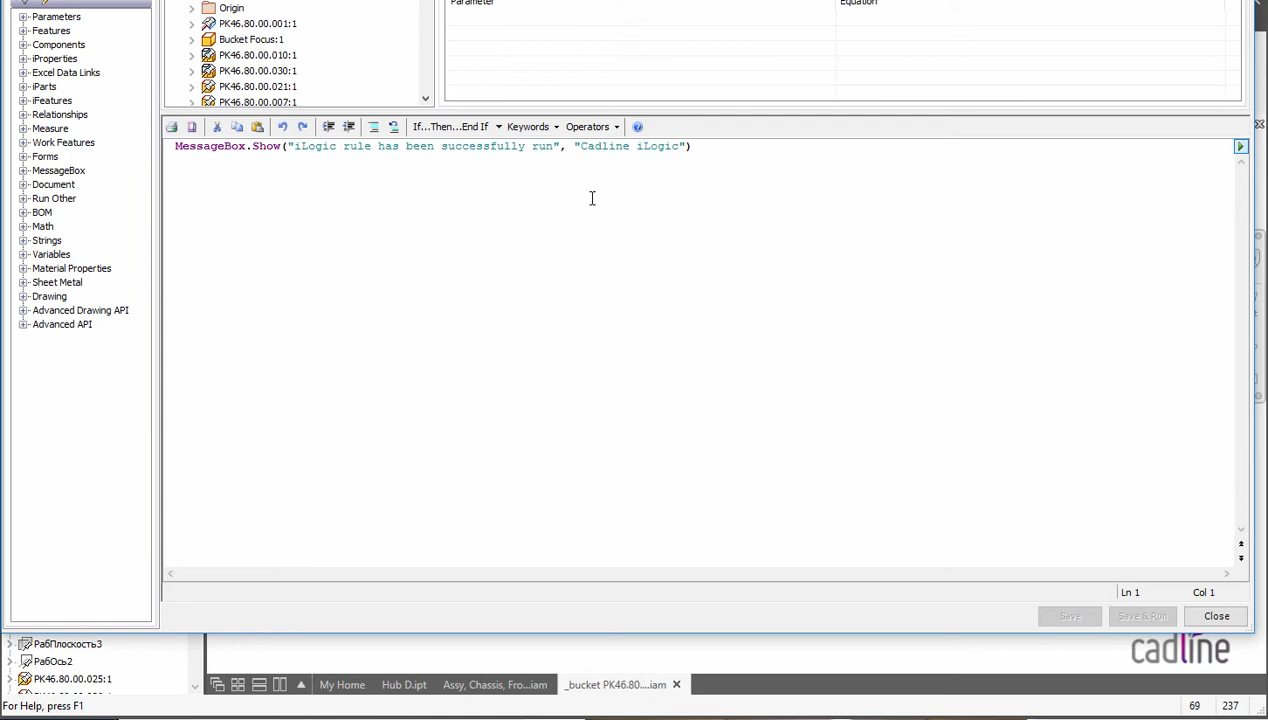 Parameter
Equation
Origin
PK46.80.00.001:1
Bucket Focus:1
PK46.80.00.010:1
PK46.80.00.030:1
PK46.80.00.021:1
PK46.80.00.007:1
Parameters
Features
Components
iProperties
Excel Data Links
iParts
iFeatures
Relationships
Measure
Work Features
Forms
MessageBox
Document
Run Other
BOM
Math
Strings
Variables
Material Properties
Sheet Metal
Drawing
Advanced Drawing API
Advanced API
If...Then...End If Keywords Operators
MessageBox.Show("iLogic rule has been successfully run", "Cadline iLogic")
Ln 1 Col 1
Save Save & Run Close
РабПлоскость3
РабОсь2
PK46.80.00.025:1
cadline
My Home Hub D.ipt Assy, Chassis, Fro...iam _bucket PK46.80....iam
For Help, press F1
69 237